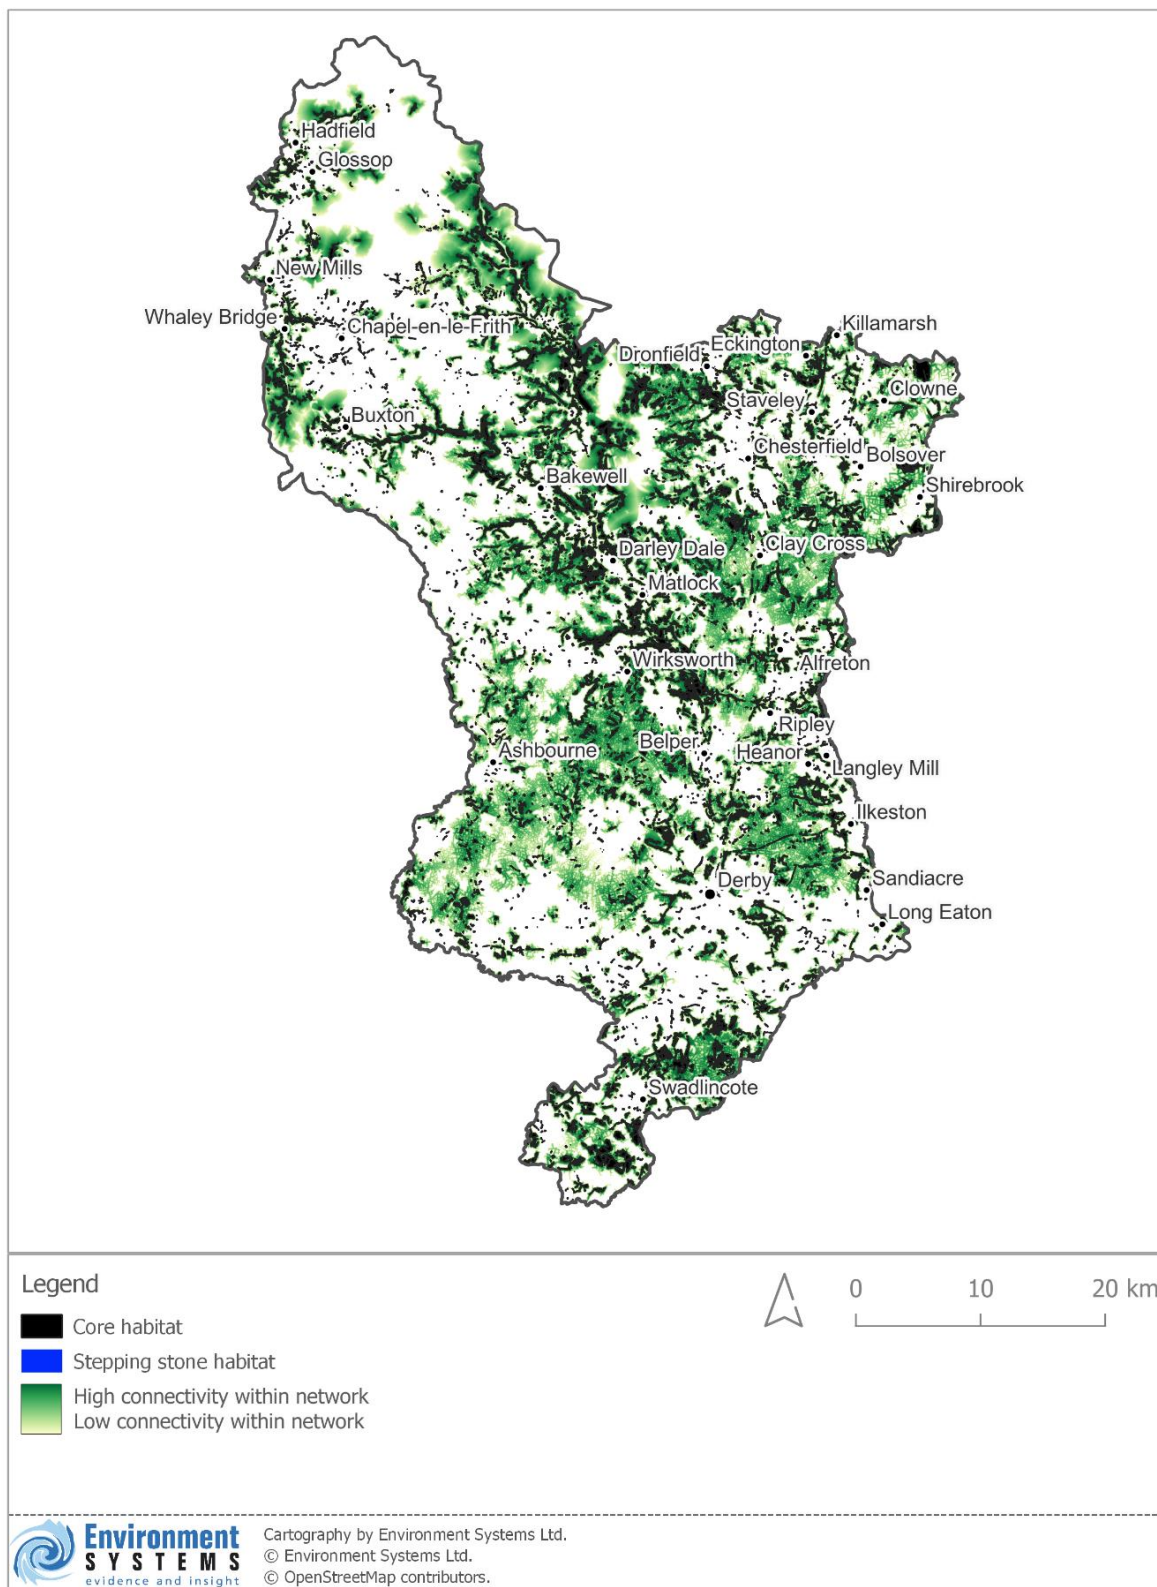 Hadfield
Glossop
New Mills
Whaley Bridge
Chapel-en-le-Frith
Killamarsh
Eckington
Dronfield
Clowne
Staveley
Buxton
Chesterfield
Bolsover
Bakewell
Shirebrook
Clay Cross
Darley Dale
Matlock
Wirksworth
Alfreton
Ripley
Belper
Heanor
Ashbourne
Langley Mill
Ilkeston
Derby
Sandiacre
Long Eaton
Swadlincote
Legend
Core habitat
Stepping stone habitat
High connectivity within network
Low connectivity within network
0 10 20 km
Environment
SYSTEMS
evidence and insight
Cartography by Environment Systems Ltd.
© Environment Systems Ltd.
© OpenStreetMap contributors.